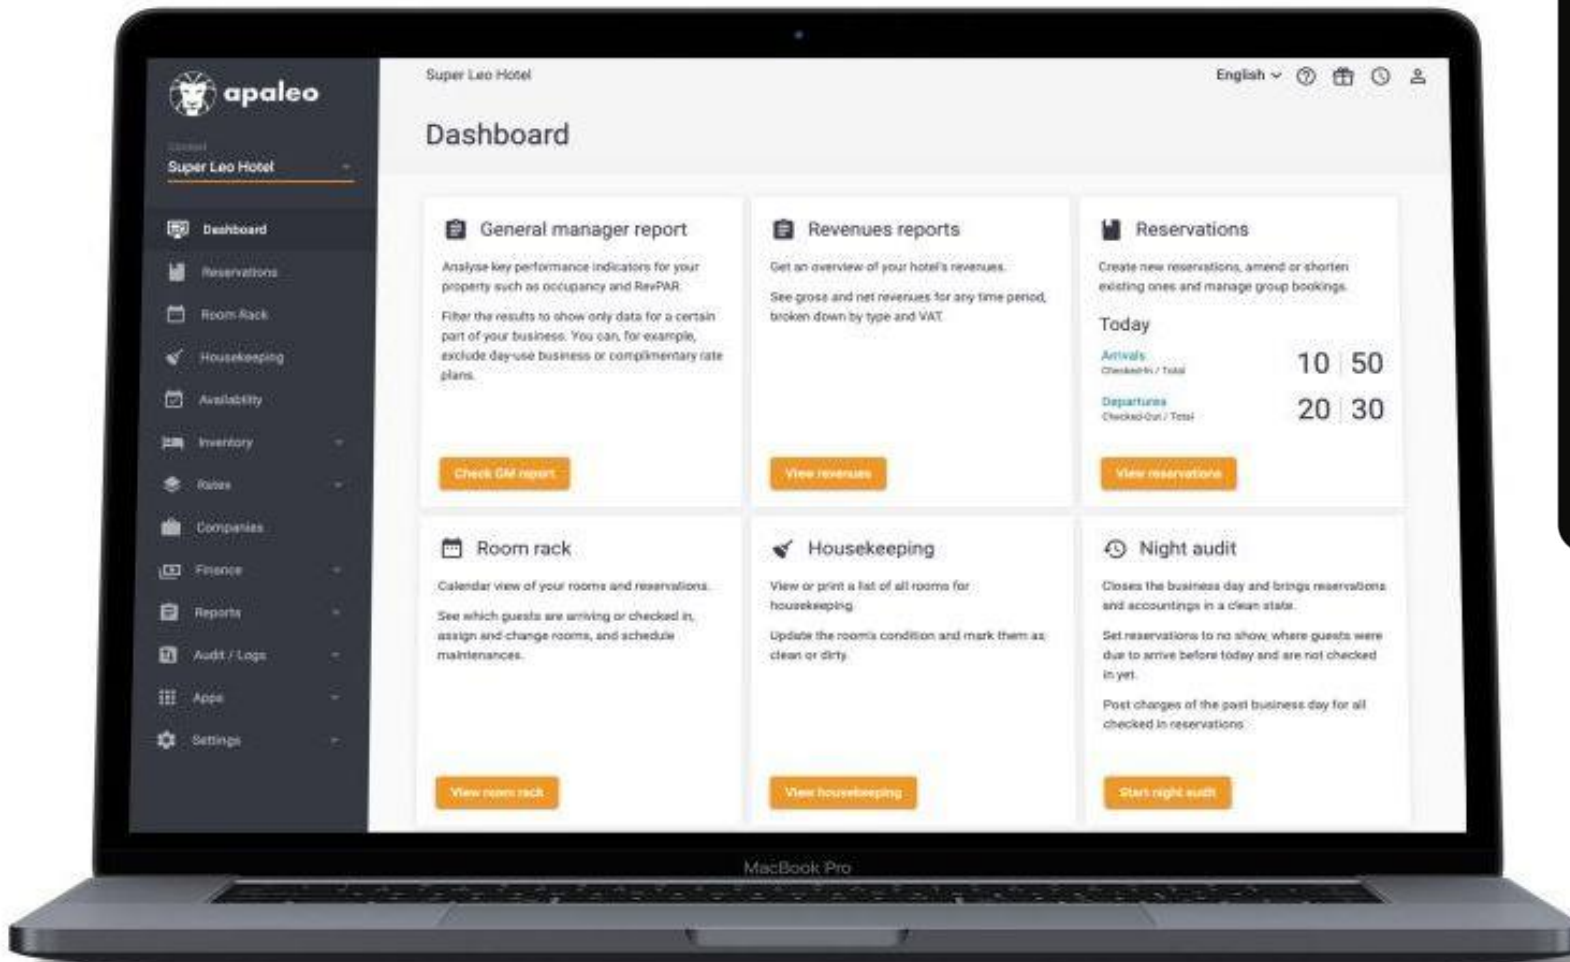 apaleo
Context
Super Leo Hotel
Dashboard
Reservations
Room Rack
Housekeeping
Availability
Inventory
Rates
Companies
Finance
Reports
Audit / Logs
Apps
Settings
Super Leo Hotel
English
Dashboard
General manager report
Analyse key performance indicators for your
property such as occupancy and RevPAR.
Filter the results to show only data for a certain
part of your business. You can, for example,
exclude day-use business or complimentary rate
plans.
Check GM report
Revenues reports
Get an overview of your hotel's revenues.
See gross and net revenues for any time period,
broken down by type and VAT.
View revenues
Reservations
Create new reservations, amend or shorten
existing ones and manage group bookings.
Today
Arrivals
Checked-In / Total
10 | 50
Departures
Checked-Out / Total
20 | 30
View reservations
Room rack
Calendar view of your rooms and reservations.
See which guests are arriving or checked in,
assign and change rooms, and schedule
maintenances.
View room rack
Housekeeping
View or print a list of all rooms for
housekeeping.
Update the room's condition and mark them as
clean or dirty.
View housekeeping
Night audit
Closes the business day and brings reservations
and accountings in a clean state.
Set reservations to no show, where guests were
due to arrive before today and are not checked
in yet.
Post charges of the past business day for all
checked in reservations
Start night audit
MacBook Pro